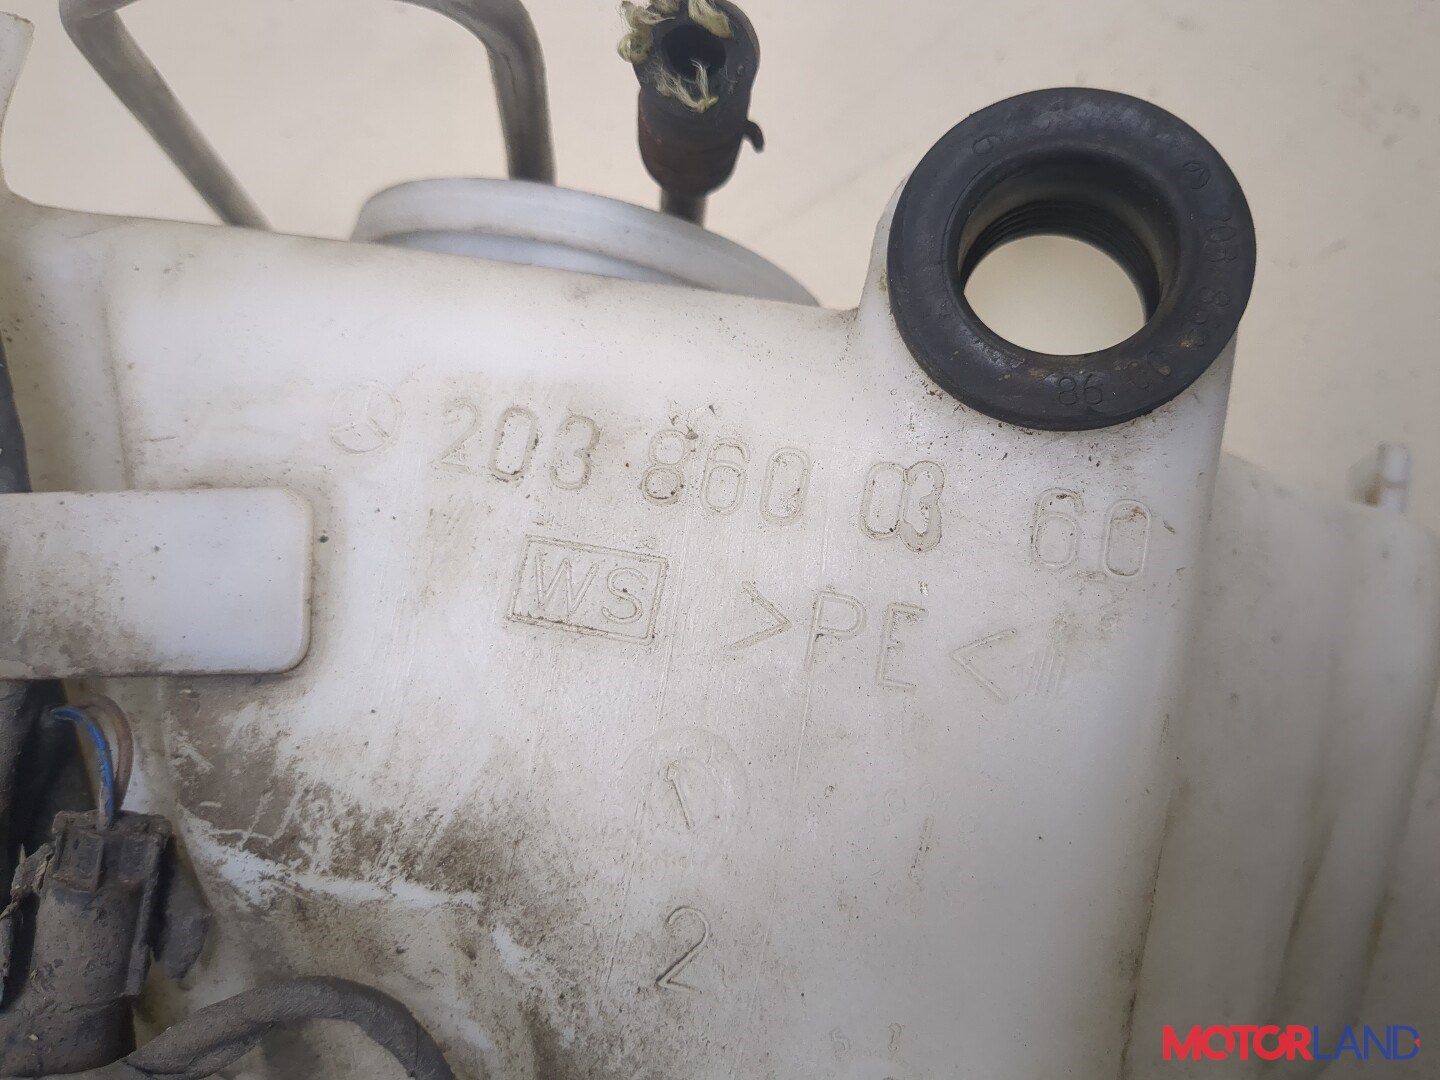 203 860 03 60
WS >PE<
1
2
MOTORLAND